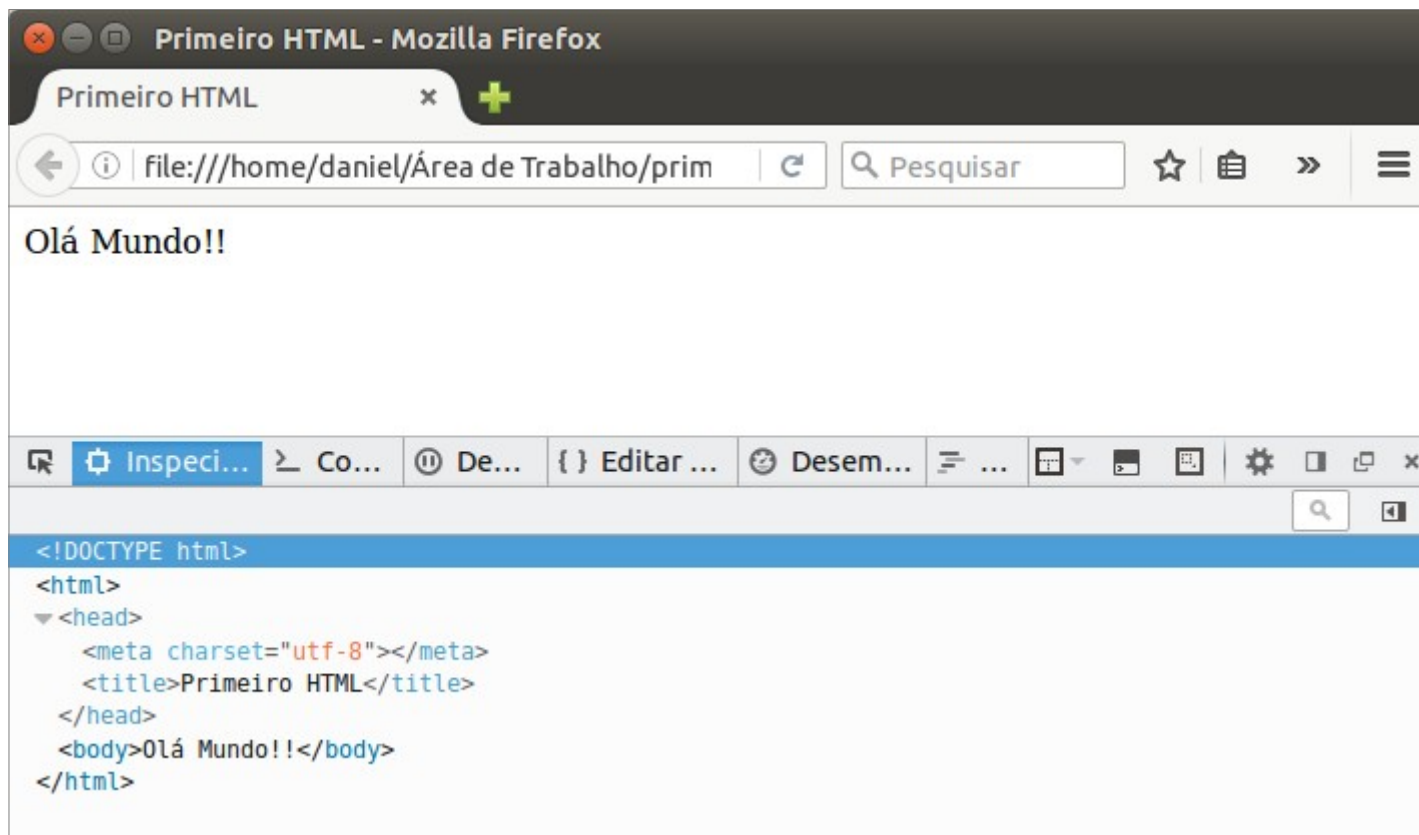 Primeiro HTML - Mozilla Firefox
Primeiro HTML
file:///home/daniel/Área de Trabalho/prim
Pesquisar
Olá Mundo!!
Inspeci... Co... De... { } Editar ... Desem... ...
<!DOCTYPE html>
<html>
<head>
<meta charset="utf-8"></meta>
<title>Primeiro HTML</title>
</head>
<body>Olá Mundo!!</body>
</html>